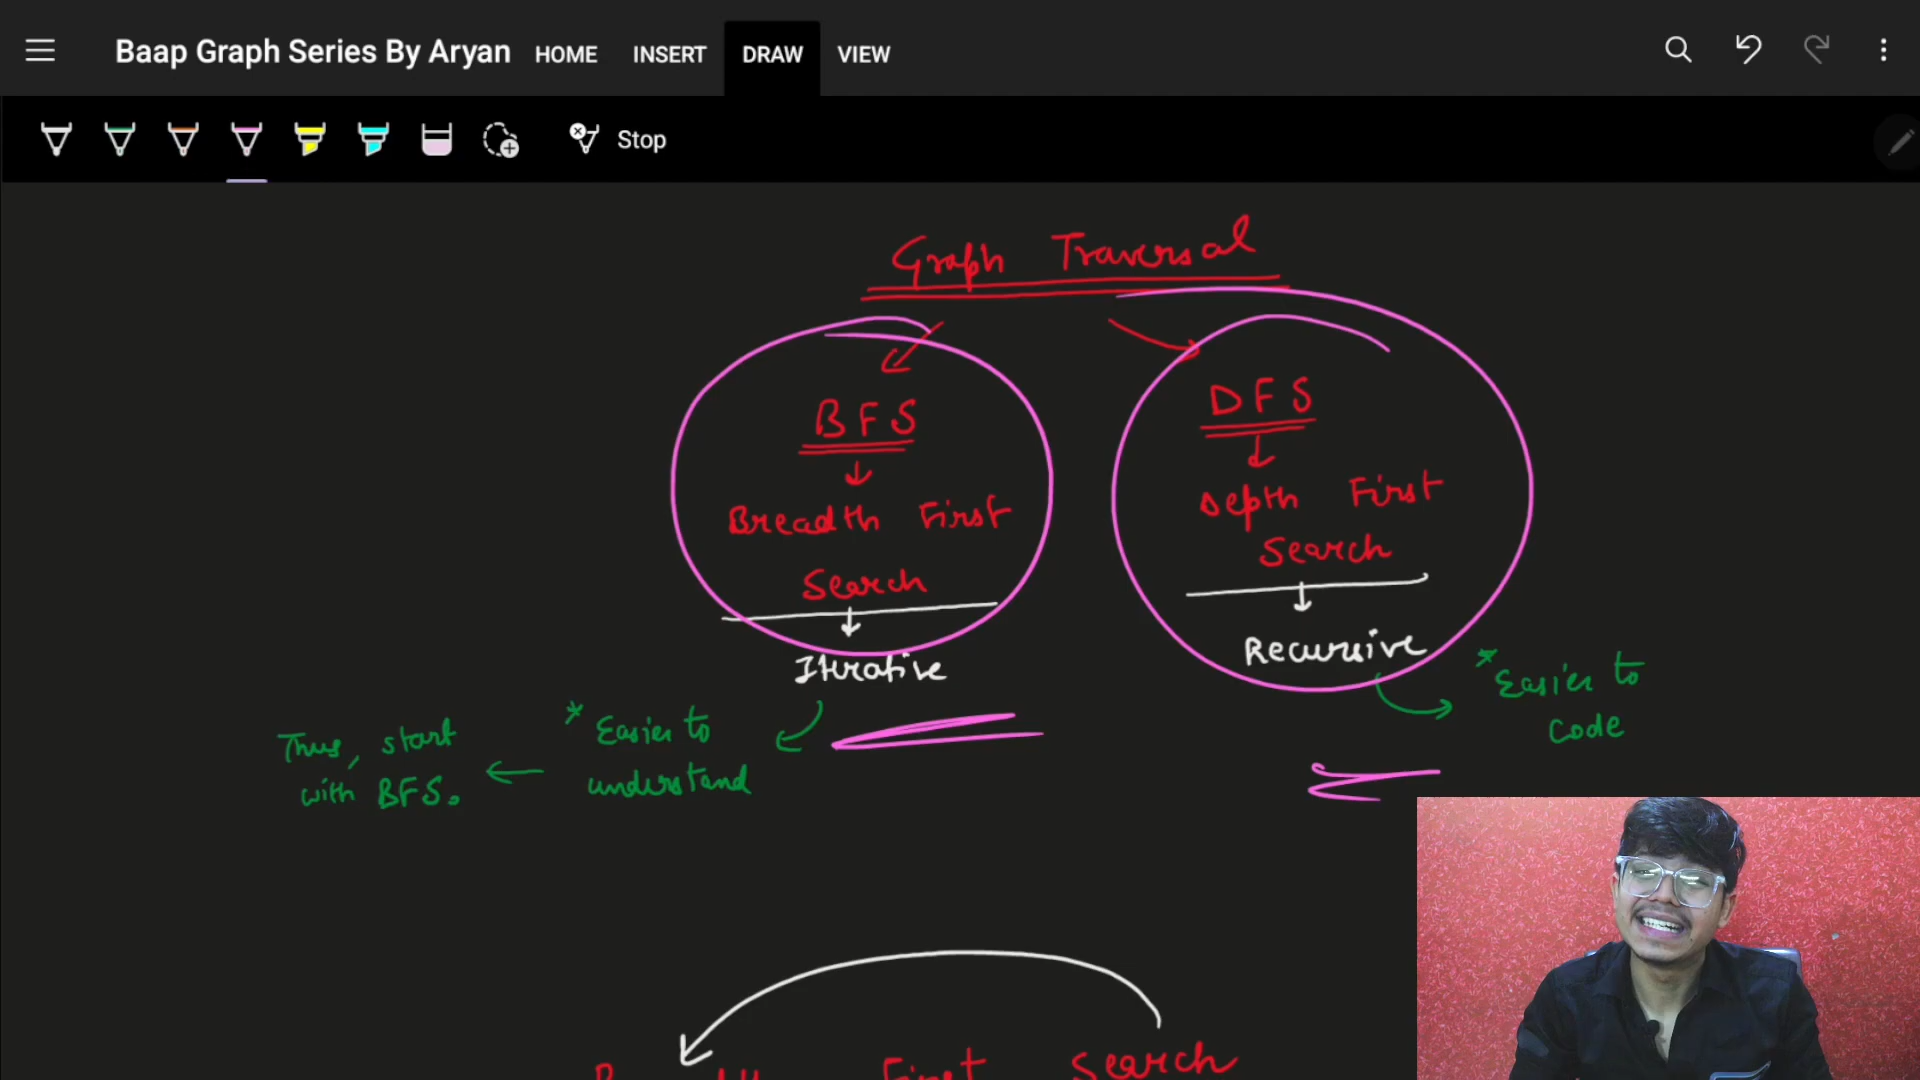 Baap Graph Series By Aryan HOME INSERT DRAW VIEW
Stop
Graph Traversal
BFS
Breadth First
Search
Iterative
* Easier to
understand
Thus, start
with BFS.
DFS
Depth First
Search
Recursive
* Easier to
code
First Search